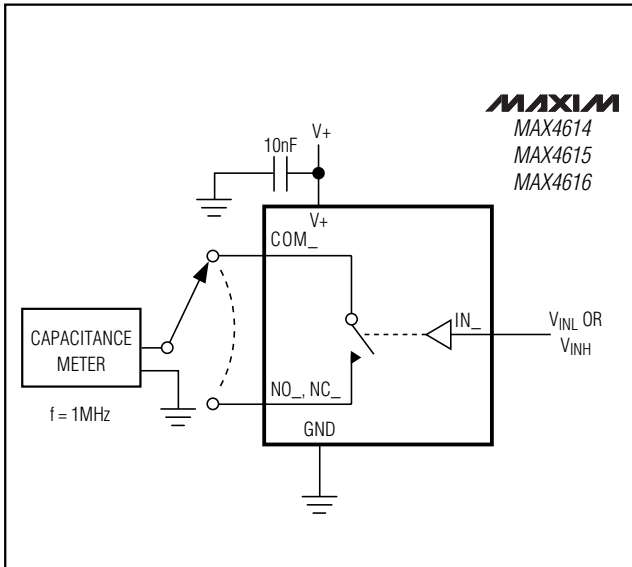 MAXIM
MAX4614
MAX4615
MAX4616
V+
10nF
V+
COM_
CAPACITANCE
METER
f = 1MHz
IN_
V_INL OR
V_INH
NO_, NC_
GND